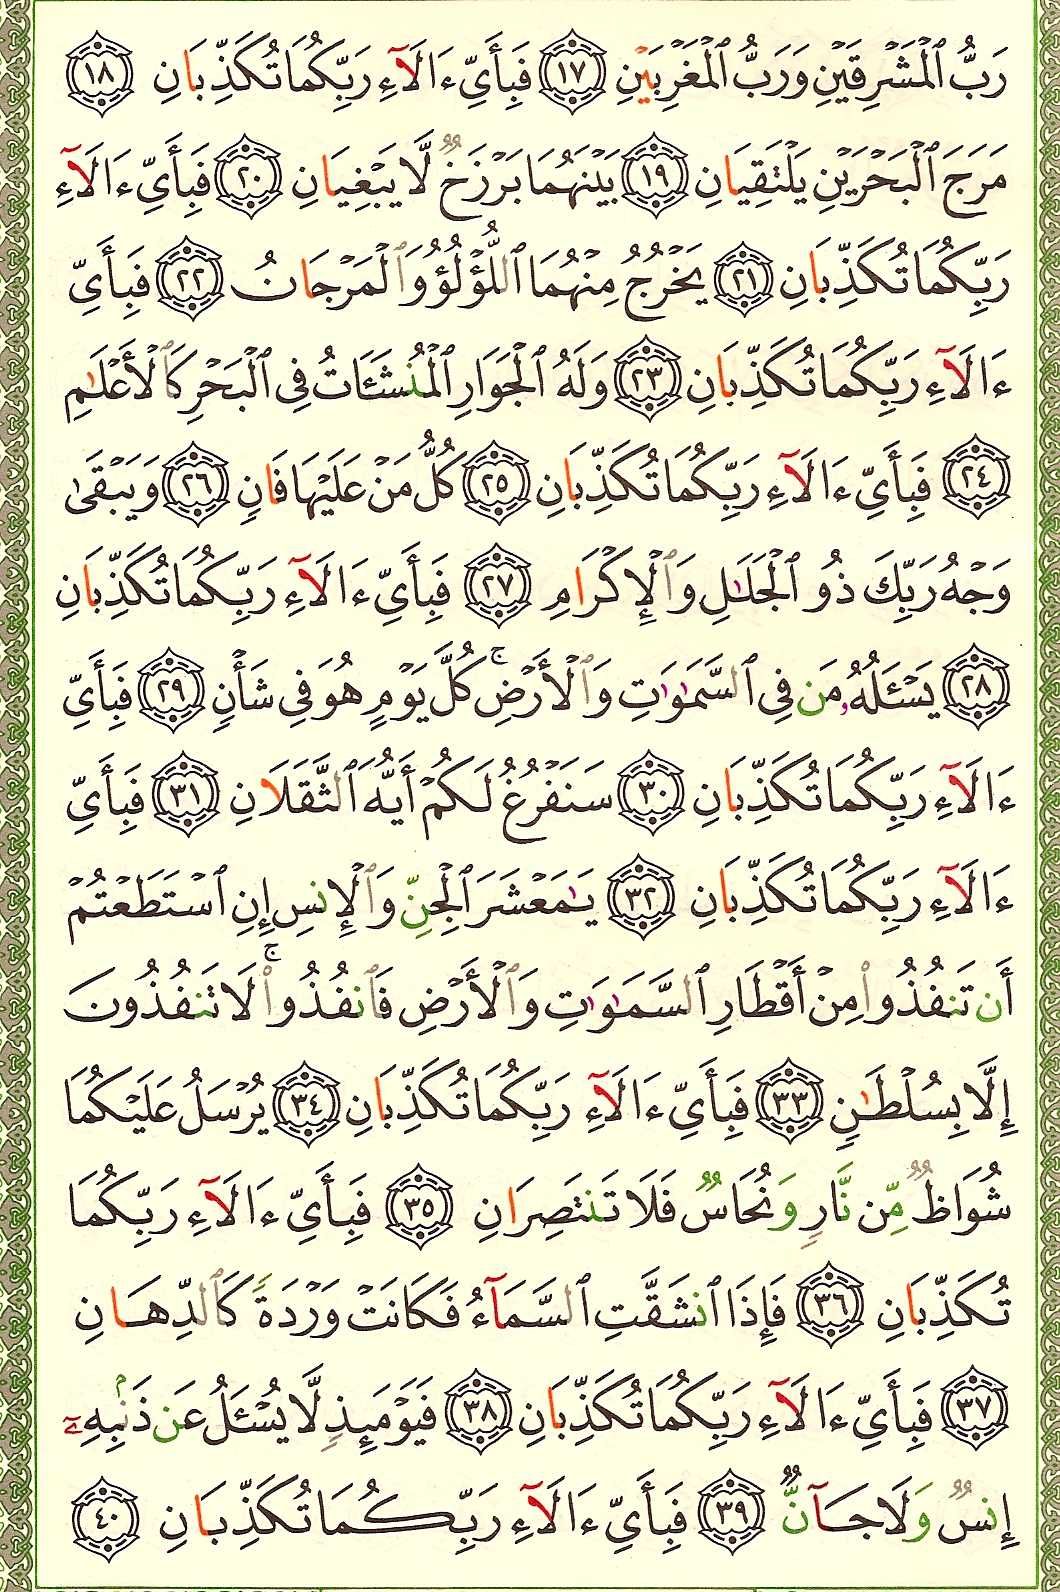 رَبُّ ٱلْمَشْرِقَيْنِ وَرَبُّ ٱلْمَغْرِبَيْنِ ﴿١٧﴾ فَبِأَىِّ ءَالَآءِ رَبِّكُمَا تُكَذِّبَانِ ﴿١٨﴾
مَرَجَ ٱلْبَحْرَيْنِ يَلْتَقِيَانِ ﴿١٩﴾ بَيْنَهُمَا بَرْزَخٌ لَّا يَبْغِيَانِ ﴿٢٠﴾ فَبِأَىِّ ءَالَآءِ
رَبِّكُمَا تُكَذِّبَانِ ﴿٢١﴾ يَخْرُجُ مِنْهُمَا ٱللُّؤْلُؤُ وَٱلْمَرْجَانُ ﴿٢٢﴾ فَبِأَىِّ
ءَالَآءِ رَبِّكُمَا تُكَذِّبَانِ ﴿٢٣﴾ وَلَهُ ٱلْجَوَارِ ٱلْمُنشَـَٔاتُ فِى ٱلْبَحْرِ كَٱلْأَعْلَٰمِ
﴿٢٤﴾ فَبِأَىِّ ءَالَآءِ رَبِّكُمَا تُكَذِّبَانِ ﴿٢٥﴾ كُلُّ مَنْ عَلَيْهَا فَانٍ ﴿٢٦﴾ وَيَبْقَىٰ
وَجْهُ رَبِّكَ ذُو ٱلْجَلَٰلِ وَٱلْإِكْرَامِ ﴿٢٧﴾ فَبِأَىِّ ءَالَآءِ رَبِّكُمَا تُكَذِّبَانِ
﴿٢٨﴾ يَسْـَٔلُهُۥ مَن فِى ٱلسَّمَٰوَٰتِ وَٱلْأَرْضِ ۚ كُلَّ يَوْمٍ هُوَ فِى شَأْنٍ ﴿٢٩﴾ فَبِأَىِّ
ءَالَآءِ رَبِّكُمَا تُكَذِّبَانِ ﴿٣٠﴾ سَنَفْرُغُ لَكُمْ أَيُّهَ ٱلثَّقَلَانِ ﴿٣١﴾ فَبِأَىِّ
ءَالَآءِ رَبِّكُمَا تُكَذِّبَانِ ﴿٣٢﴾ يَٰمَعْشَرَ ٱلْجِنِّ وَٱلْإِنسِ إِنِ ٱسْتَطَعْتُمْ
أَن تَنفُذُوا۟ مِنْ أَقْطَارِ ٱلسَّمَٰوَٰتِ وَٱلْأَرْضِ فَٱنفُذُوا۟ ۚ لَا تَنفُذُونَ
إِلَّا بِسُلْطَٰنٍ ﴿٣٣﴾ فَبِأَىِّ ءَالَآءِ رَبِّكُمَا تُكَذِّبَانِ ﴿٣٤﴾ يُرْسَلُ عَلَيْكُمَا
شُوَاظٌ مِّن نَّارٍ وَنُحَاسٌ فَلَا تَنتَصِرَانِ ﴿٣٥﴾ فَبِأَىِّ ءَالَآءِ رَبِّكُمَا
تُكَذِّبَانِ ﴿٣٦﴾ فَإِذَا ٱنشَقَّتِ ٱلسَّمَآءُ فَكَانَتْ وَرْدَةً كَٱلدِّهَانِ
﴿٣٧﴾ فَبِأَىِّ ءَالَآءِ رَبِّكُمَا تُكَذِّبَانِ ﴿٣٨﴾ فَيَوْمَئِذٍ لَّا يُسْـَٔلُ عَن ذَنۢبِهِۦٓ
إِنسٌ وَلَا جَآنٌّ ﴿٣٩﴾ فَبِأَىِّ ءَالَآءِ رَبِّكُمَا تُكَذِّبَانِ ﴿٤٠﴾